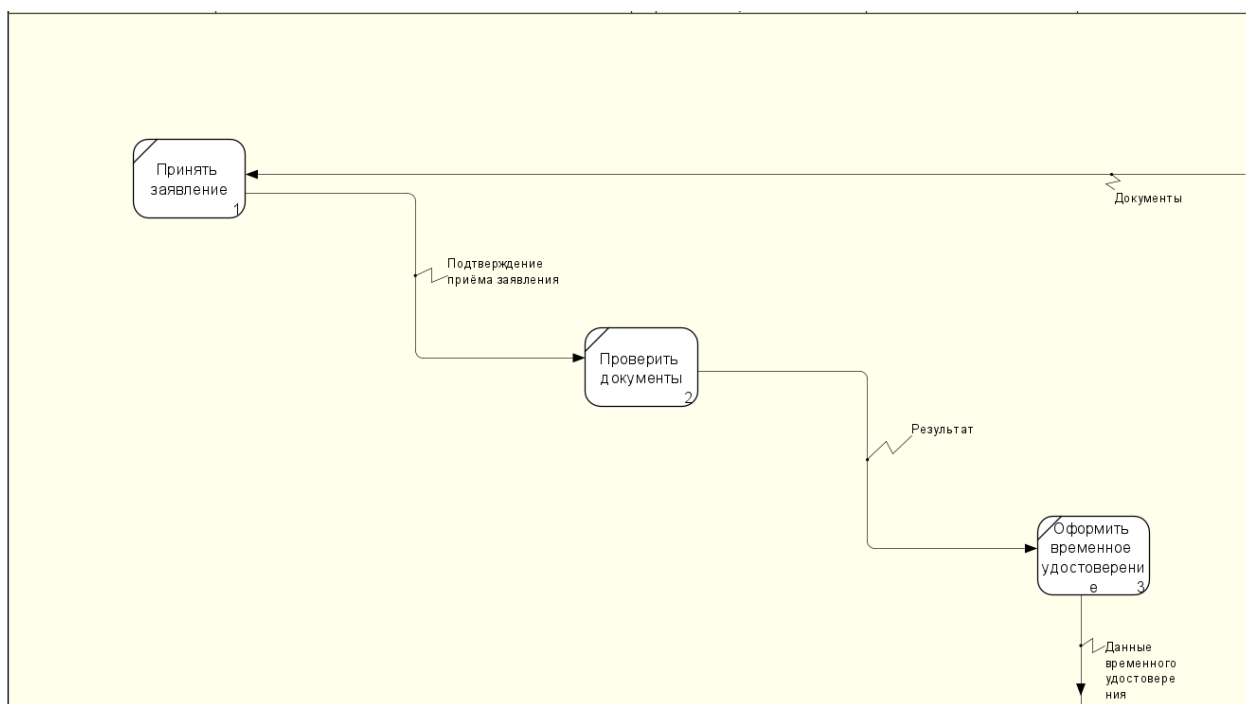 Принять
заявление
1
Документы
Подтверждение
приёма заявления
Проверить
документы
2
Результат
Оформить
временное
удостоверени
е 3
Данные
временного
удостовере
ния